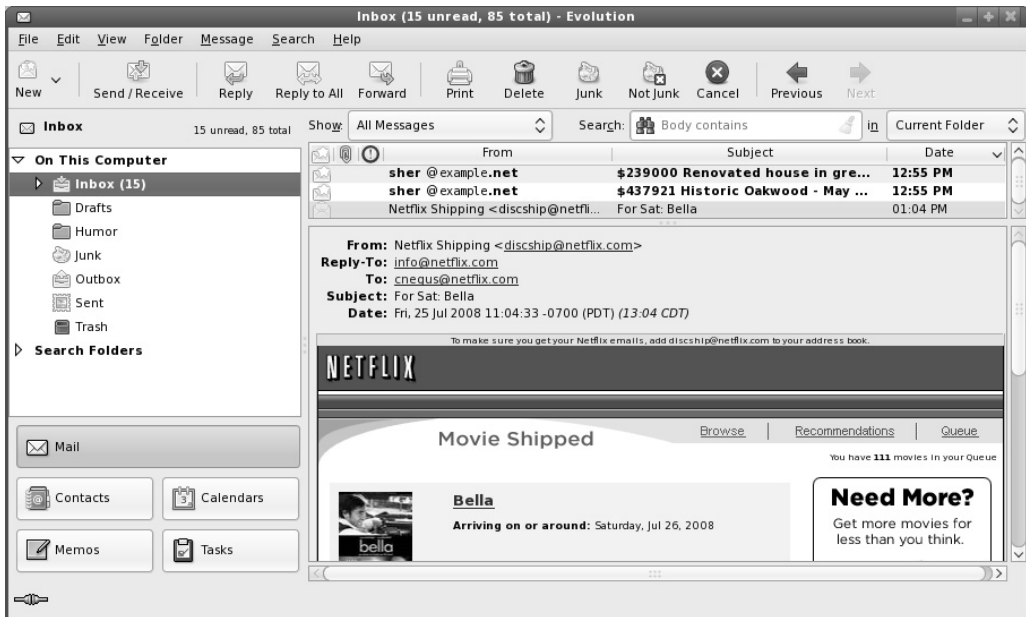 Inbox (15 unread, 85 total) - Evolution
File Edit View Folder Message Search Help
New Send / Receive Reply Reply to All Forward Print Delete Junk Not Junk Cancel Previous Next
Inbox 15 unread, 85 total Show: All Messages Search: Body contains in Current Folder
On This Computer
Inbox (15)
Drafts
Humor
Junk
Outbox
Sent
Trash
Search Folders
Mail
Contacts Calendars
3
Memos Tasks
From Subject Date
sher @example.net $239000 Renovated house in gre... 12:55 PM
sher @example.net $437921 Historic Oakwood - May ... 12:55 PM
Netflix Shipping <discship@netfli... For Sat: Bella 01:04 PM
From: Netflix Shipping <discship@netflix.com>
Reply-To: info@netflix.com
To: cnegus@netflix.com
Subject: For Sat: Bella
Date: Fri, 25 Jul 2008 11:04:33 -0700 (PDT) (13:04 CDT)
To make sure you get your Netflix emails, add discship@netflix.com to your address book.
NETFLIX
Movie Shipped Browse | Recommendations | Queue
You have 111 movies in your Queue
Bella
Arriving on or around: Saturday, Jul 26, 2008
bella
Need More?
Get more movies for
less than you think.